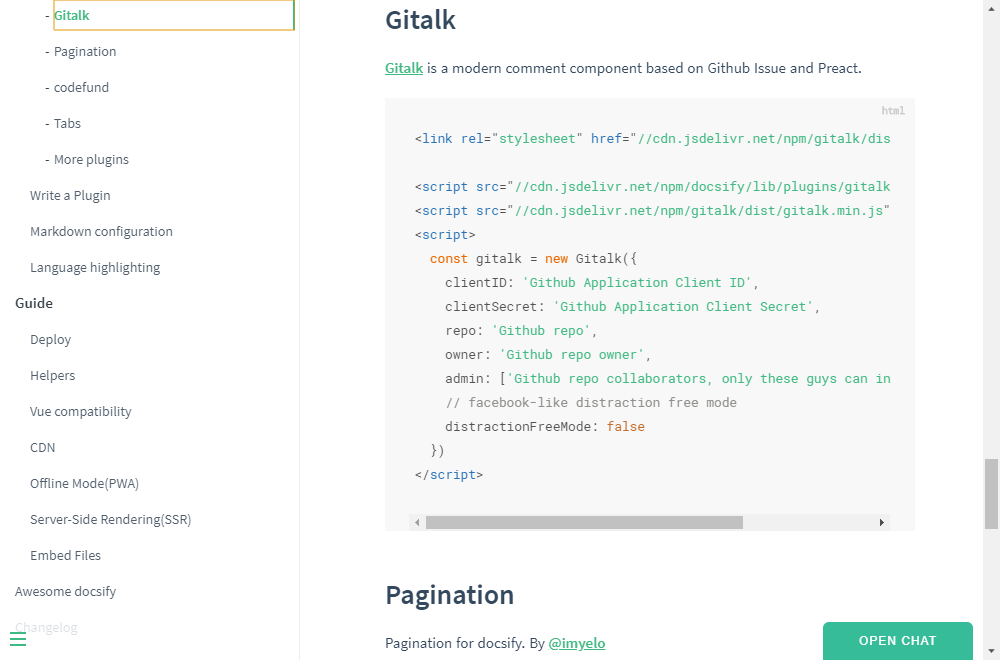 - Gitalk
- Pagination
- codefund
- Tabs
- More plugins
Write a Plugin
Markdown configuration
Language highlighting
Guide
Deploy
Helpers
Vue compatibility
CDN
Offline Mode(PWA)
Server-Side Rendering(SSR)
Embed Files
Awesome docsify
Changelog
Gitalk
Gitalk is a modern comment component based on Github Issue and Preact.
html
<link rel="stylesheet" href="//cdn.jsdelivr.net/npm/gitalk/dis
<script src="//cdn.jsdelivr.net/npm/docsify/lib/plugins/gitalk
<script src="//cdn.jsdelivr.net/npm/gitalk/dist/gitalk.min.js"
<script>
  const gitalk = new Gitalk({
    clientID: 'Github Application Client ID',
    clientSecret: 'Github Application Client Secret',
    repo: 'Github repo',
    owner: 'Github repo owner',
    admin: ['Github repo collaborators, only these guys can in
    // facebook-like distraction free mode
    distractionFreeMode: false
  })
</script>
Pagination
Pagination for docsify. By @imyelo
OPEN CHAT